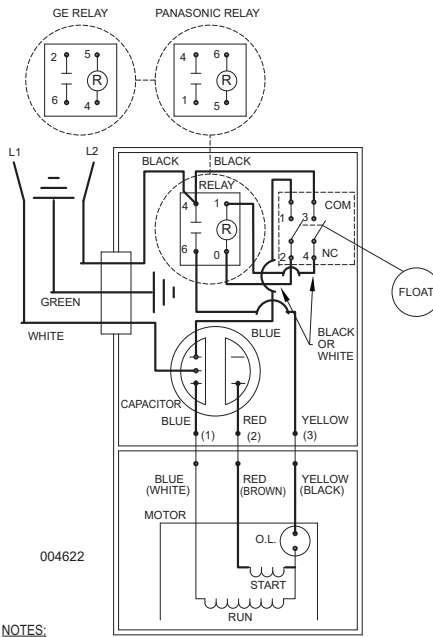 GE RELAY PANASONIC RELAY
2 5 4 6
R R
6 4 1 5
L1 L2
BLACK BLACK
RELAY
4 1 1 3 COM
R
6 0 2 4 NC
FLOAT
GREEN
WHITE BLUE BLACK
OR
WHITE
CAPACITOR
BLUE RED YELLOW
(1) (2) (3)
BLUE RED YELLOW
(WHITE) (BROWN) (BLACK)
MOTOR
O.L.
004622
START
RUN
NOTES: